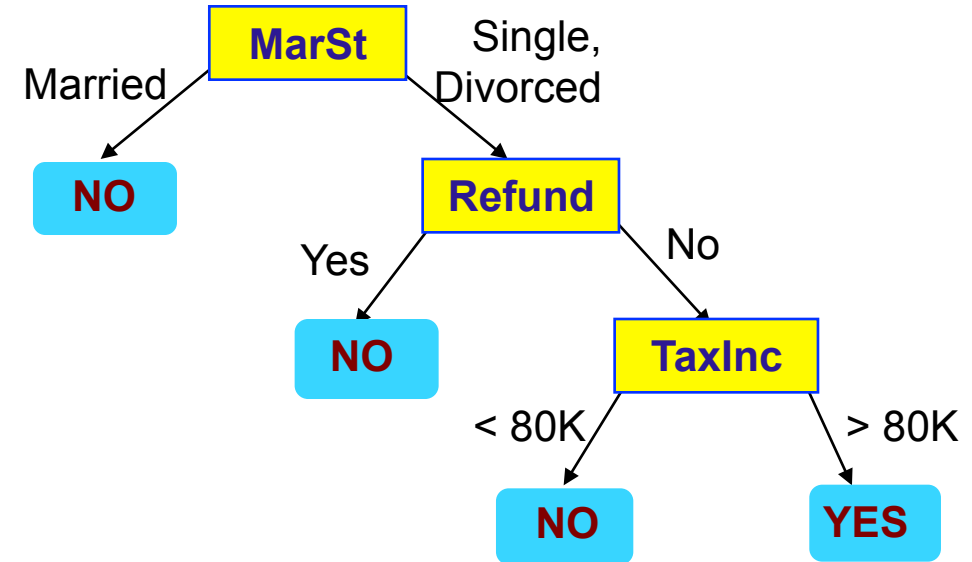 MarSt
Single,
Divorced
Married
NO
Refund
Yes
No
NO
TaxInc
< 80K
> 80K
NO
YES